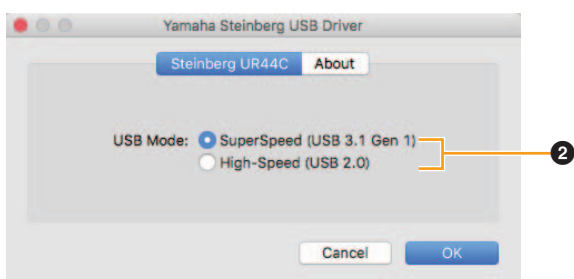 Yamaha Steinberg USB Driver
Steinberg UR44C About
USB Mode: SuperSpeed (USB 3.1 Gen 1)
High-Speed (USB 2.0)
2
Cancel OK